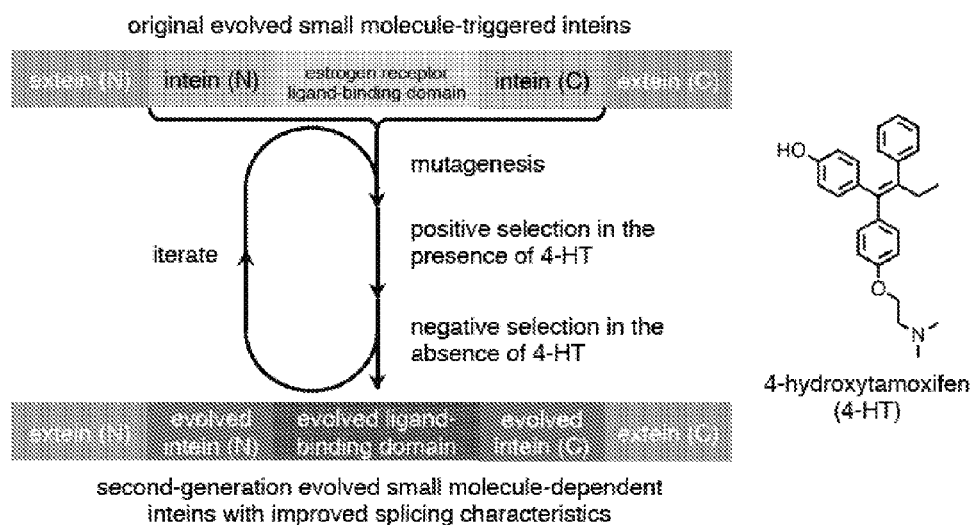 original evolved small molecule-triggered inteins
extein (N)
intein (N)
estrogen receptor
ligand-binding domain
intein (C)
extein (C)
mutagenesis
positive selection in the
presence of 4-HT
iterate
negative selection in the
absence of 4-HT
extein (N)
evolved
intein (N)
evolved ligand-
binding domain
evolved
intein (C)
extein (C)
second-generation evolved small molecule-dependent
inteins with improved splicing characteristics
HO
O
N
4-hydroxytamoxifen
(4-HT)